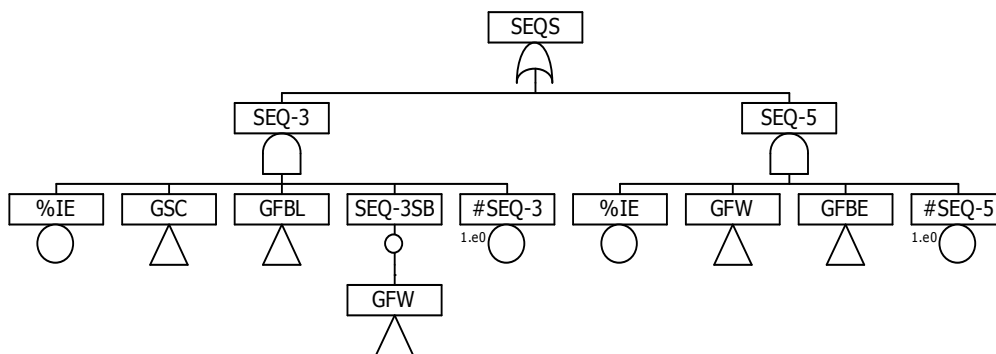 SEQS
SEQ-3
SEQ-5
%IE
GSC
GFBL
SEQ-3SB
#SEQ-3
%IE
GFW
GFBE
#SEQ-5
1.e0
1.e0
GFW